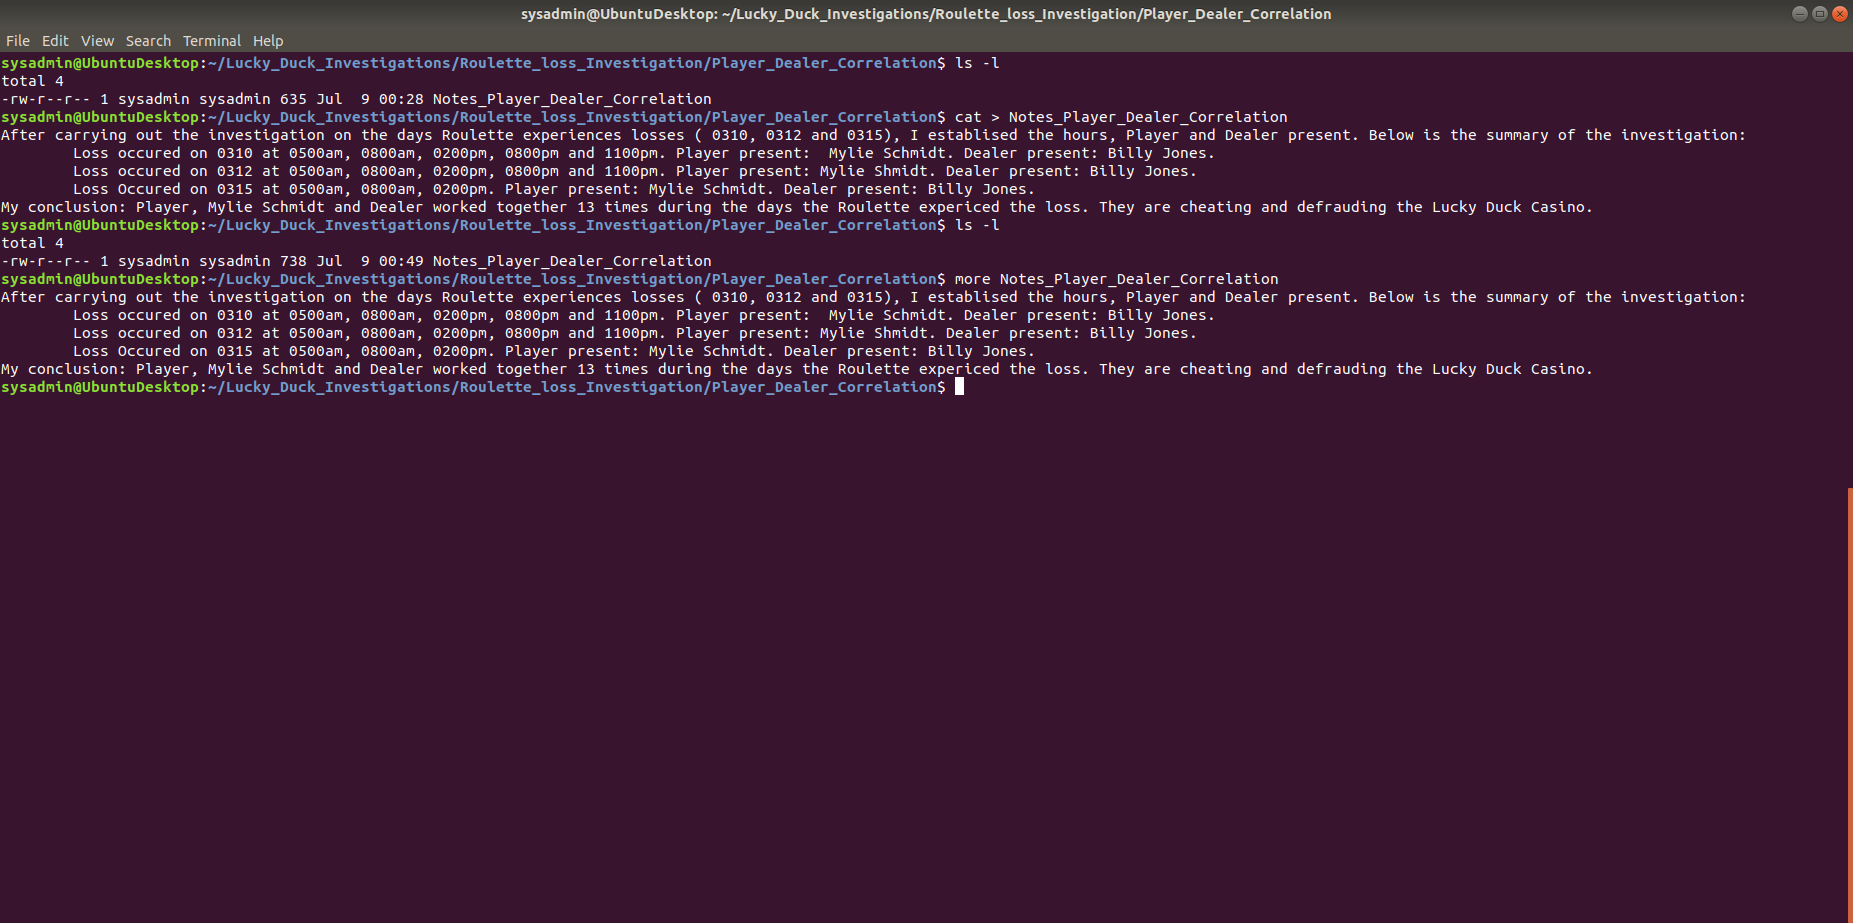 sysadmin@UbuntuDesktop: ~/Lucky_Duck_Investigations/Roulette_loss_Investigation/Player_Dealer_Correlation
File Edit View Search Terminal Help
sysadmin@UbuntuDesktop:~/Lucky_Duck_Investigations/Roulette_loss_Investigation/Player_Dealer_Correlation$ ls -l
total 4
-rw-r--r-- 1 sysadmin sysadmin 635 Jul  9 00:28 Notes_Player_Dealer_Correlation
sysadmin@UbuntuDesktop:~/Lucky_Duck_Investigations/Roulette_loss_Investigation/Player_Dealer_Correlation$ cat > Notes_Player_Dealer_Correlation
After carrying out the investigation on the days Roulette experiences losses ( 0310, 0312 and 0315), I establised the hours, Player and Dealer present. Below is the summary of the investigation:
        Loss occured on 0310 at 0500am, 0800am, 0200pm, 0800pm and 1100pm. Player present:  Mylie Schmidt. Dealer present: Billy Jones.
        Loss occured on 0312 at 0500am, 0800am, 0200pm, 0800pm and 1100pm. Player present: Mylie Shmidt. Dealer present: Billy Jones.
        Loss Occured on 0315 at 0500am, 0800am, 0200pm. Player present: Mylie Schmidt. Dealer present: Billy Jones.
My conclusion: Player, Mylie Schmidt and Dealer worked together 13 times during the days the Roulette expericed the loss. They are cheating and defrauding the Lucky Duck Casino.
sysadmin@UbuntuDesktop:~/Lucky_Duck_Investigations/Roulette_loss_Investigation/Player_Dealer_Correlation$ ls -l
total 4
-rw-r--r-- 1 sysadmin sysadmin 738 Jul  9 00:49 Notes_Player_Dealer_Correlation
sysadmin@UbuntuDesktop:~/Lucky_Duck_Investigations/Roulette_loss_Investigation/Player_Dealer_Correlation$ more Notes_Player_Dealer_Correlation
After carrying out the investigation on the days Roulette experiences losses ( 0310, 0312 and 0315), I establised the hours, Player and Dealer present. Below is the summary of the investigation:
        Loss occured on 0310 at 0500am, 0800am, 0200pm, 0800pm and 1100pm. Player present:  Mylie Schmidt. Dealer present: Billy Jones.
        Loss occured on 0312 at 0500am, 0800am, 0200pm, 0800pm and 1100pm. Player present: Mylie Shmidt. Dealer present: Billy Jones.
        Loss Occured on 0315 at 0500am, 0800am, 0200pm. Player present: Mylie Schmidt. Dealer present: Billy Jones.
My conclusion: Player, Mylie Schmidt and Dealer worked together 13 times during the days the Roulette expericed the loss. They are cheating and defrauding the Lucky Duck Casino.
sysadmin@UbuntuDesktop:~/Lucky_Duck_Investigations/Roulette_loss_Investigation/Player_Dealer_Correlation$